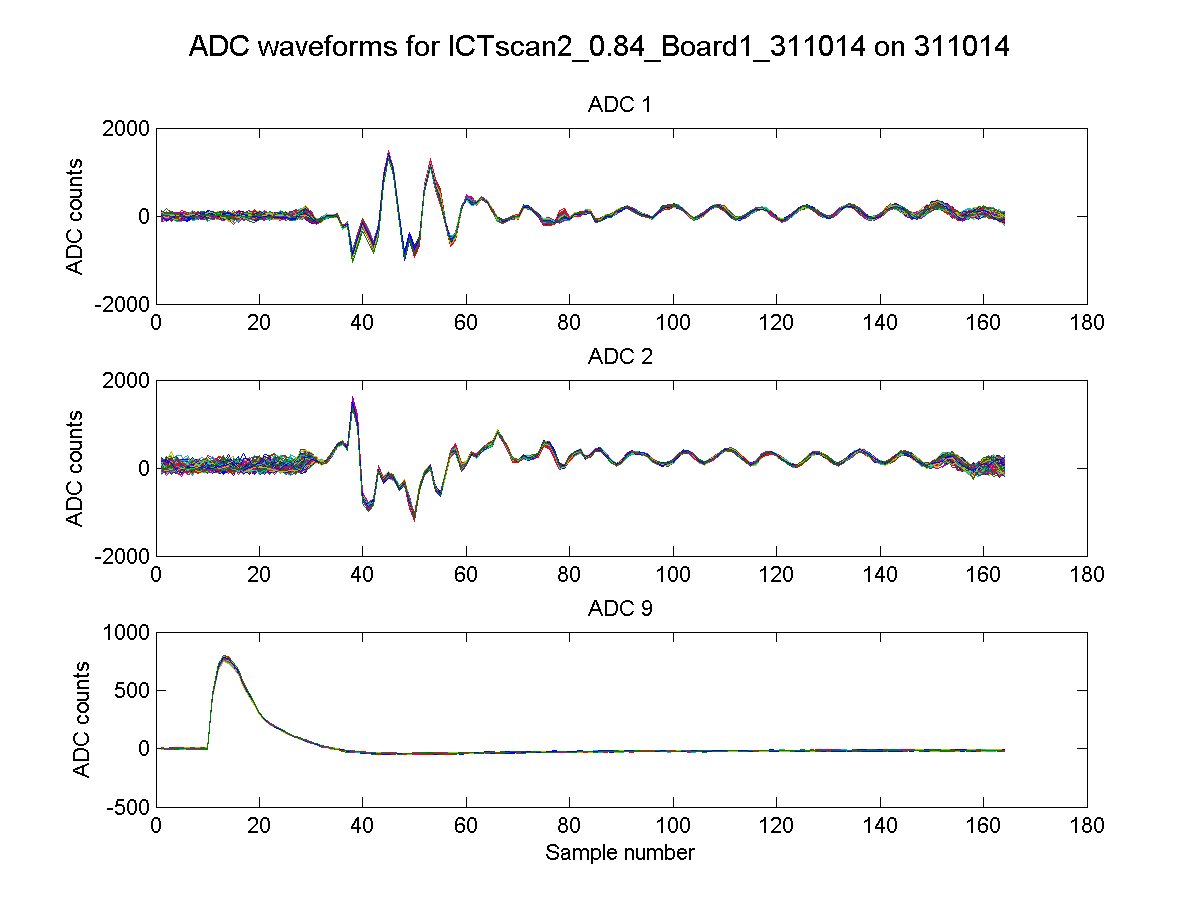 ADC waveforms for ICTscan2_0.84_Board1_311014 on 311014
ADC 1
ADC counts
2000
0
-2000
0 20 40 60 80 100 120 140 160 180
ADC 2
ADC counts
2000
0
-2000
0 20 40 60 80 100 120 140 160 180
ADC 9
ADC counts
1000
500
0
-500
0 20 40 60 80 100 120 140 160 180
Sample number